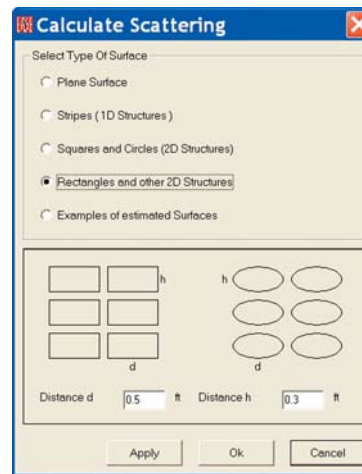 EASE Calculate Scattering
Select Type Of Surface
Plane Surface
Stripes ( 1D Structures )
Squares and Circles (2D Structures)
Rectangles and other 2D Structures
Examples of estimated Surfaces
h h
d d
Distance d 0.5 ft Distance h 0.3 ft
Apply Ok Cancel